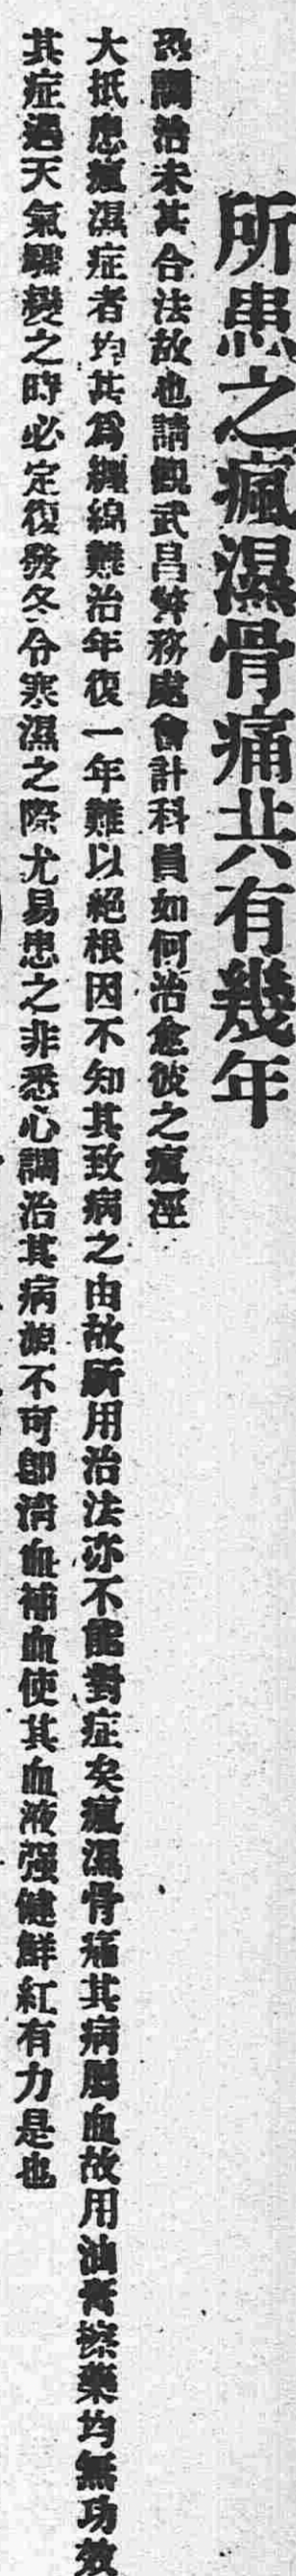 所患之瘋濕骨痛共有幾年
恐調治未甚合法故也請觀武昌警務處會計科員如何治愈彼之瘋溼
大抵患瘋濕症者均甚爲纏綿難治年復一年難以絕根因不知其致病之由故所用治法亦不能對症矣瘋濕骨痛其病屬血故用油膏擦藥均無功效
其症遇天氣驟變之時必定復發冬令寒濕之際尤易患之非悉心調治其病源不可卽清血補血使其血液强健鮮紅有力是也